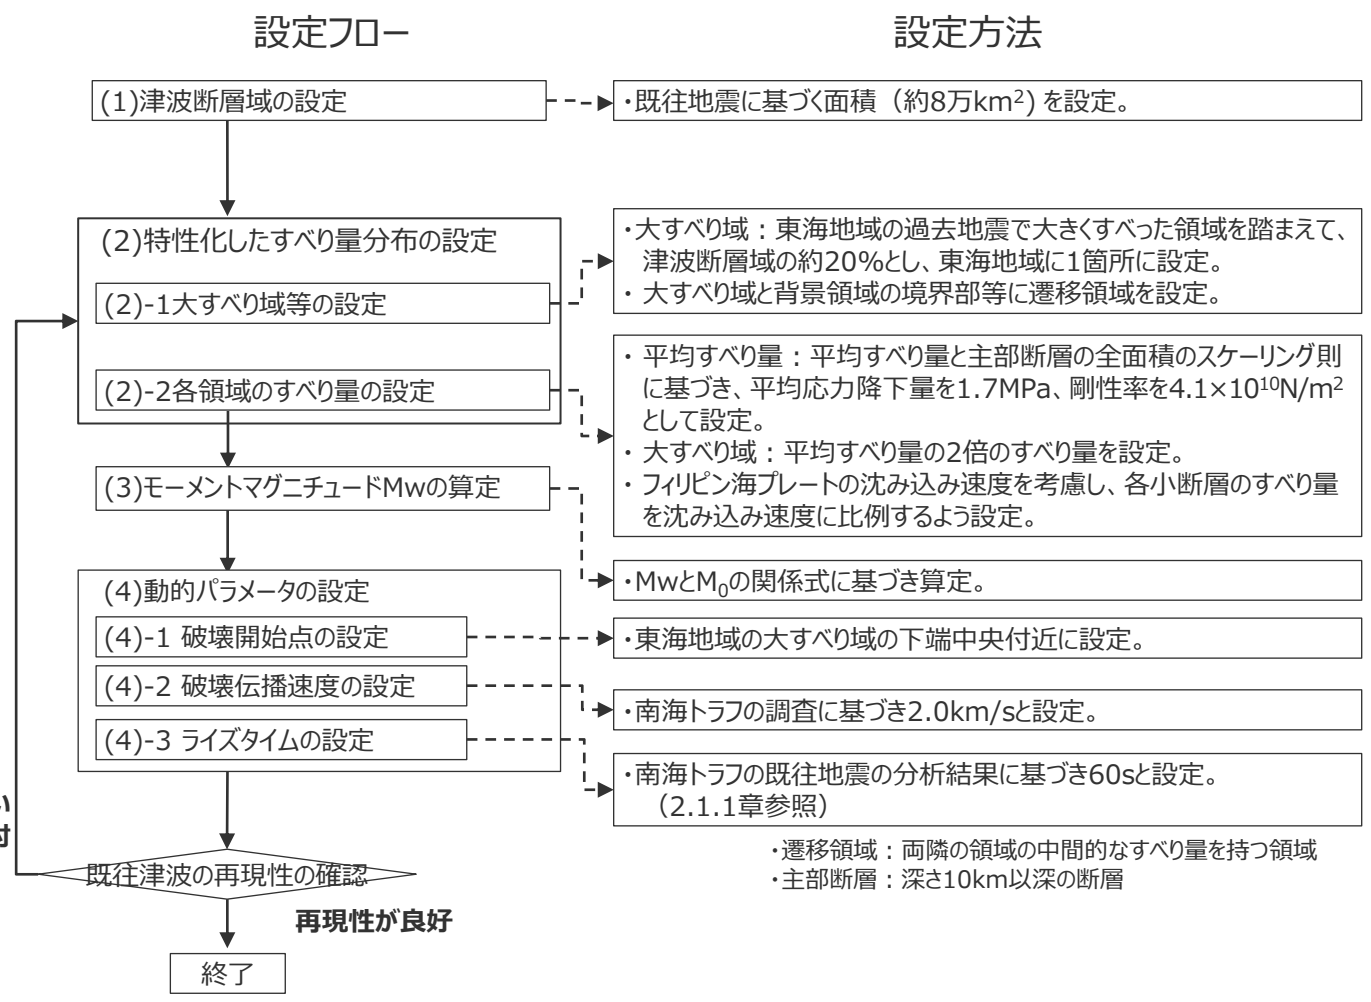 設定フロー
設定方法
(1)津波断層域の設定
・既往地震に基づく面積（約8万km²) を設定。
(2)特性化したすべり量分布の設定
(2)-1大すべり域等の設定
・大すべり域：東海地域の過去地震で大きくすべった領域を踏まえて、
津波断層域の約20%とし、東海地域に1箇所に設定。
・ 大すべり域と背景領域の境界部等に遷移領域を設定。
(2)-2各領域のすべり量の設定
・ 平均すべり量：平均すべり量と主部断層の全面積のスケーリング則
に基づき、平均応力降下量を1.7MPa、剛性率を4.1×10¹⁰N/m²
として設定。
・ 大すべり域：平均すべり量の2倍のすべり量を設定。
・ フィリピン海プレートの沈み込み速度を考慮し、各小断層のすべり量
を沈み込み速度に比例するよう設定。
(3)モーメントマグニチュードMwの算定
・MwとM₀の関係式に基づき算定。
(4)動的パラメータの設定
(4)-1 破壊開始点の設定
・東海地域の大すべり域の下端中央付近に設定。
(4)-2 破壊伝播速度の設定
・南海トラフの調査に基づき2.0km/sと設定。
(4)-3 ライズタイムの設定
・南海トラフの既往地震の分析結果に基づき60sと設定。
（2.1.1章参照）
い
討
既往津波の再現性の確認
再現性が良好
終了
・遷移領域：両隣の領域の中間的なすべり量を持つ領域
・主部断層：深さ10km以深の断層